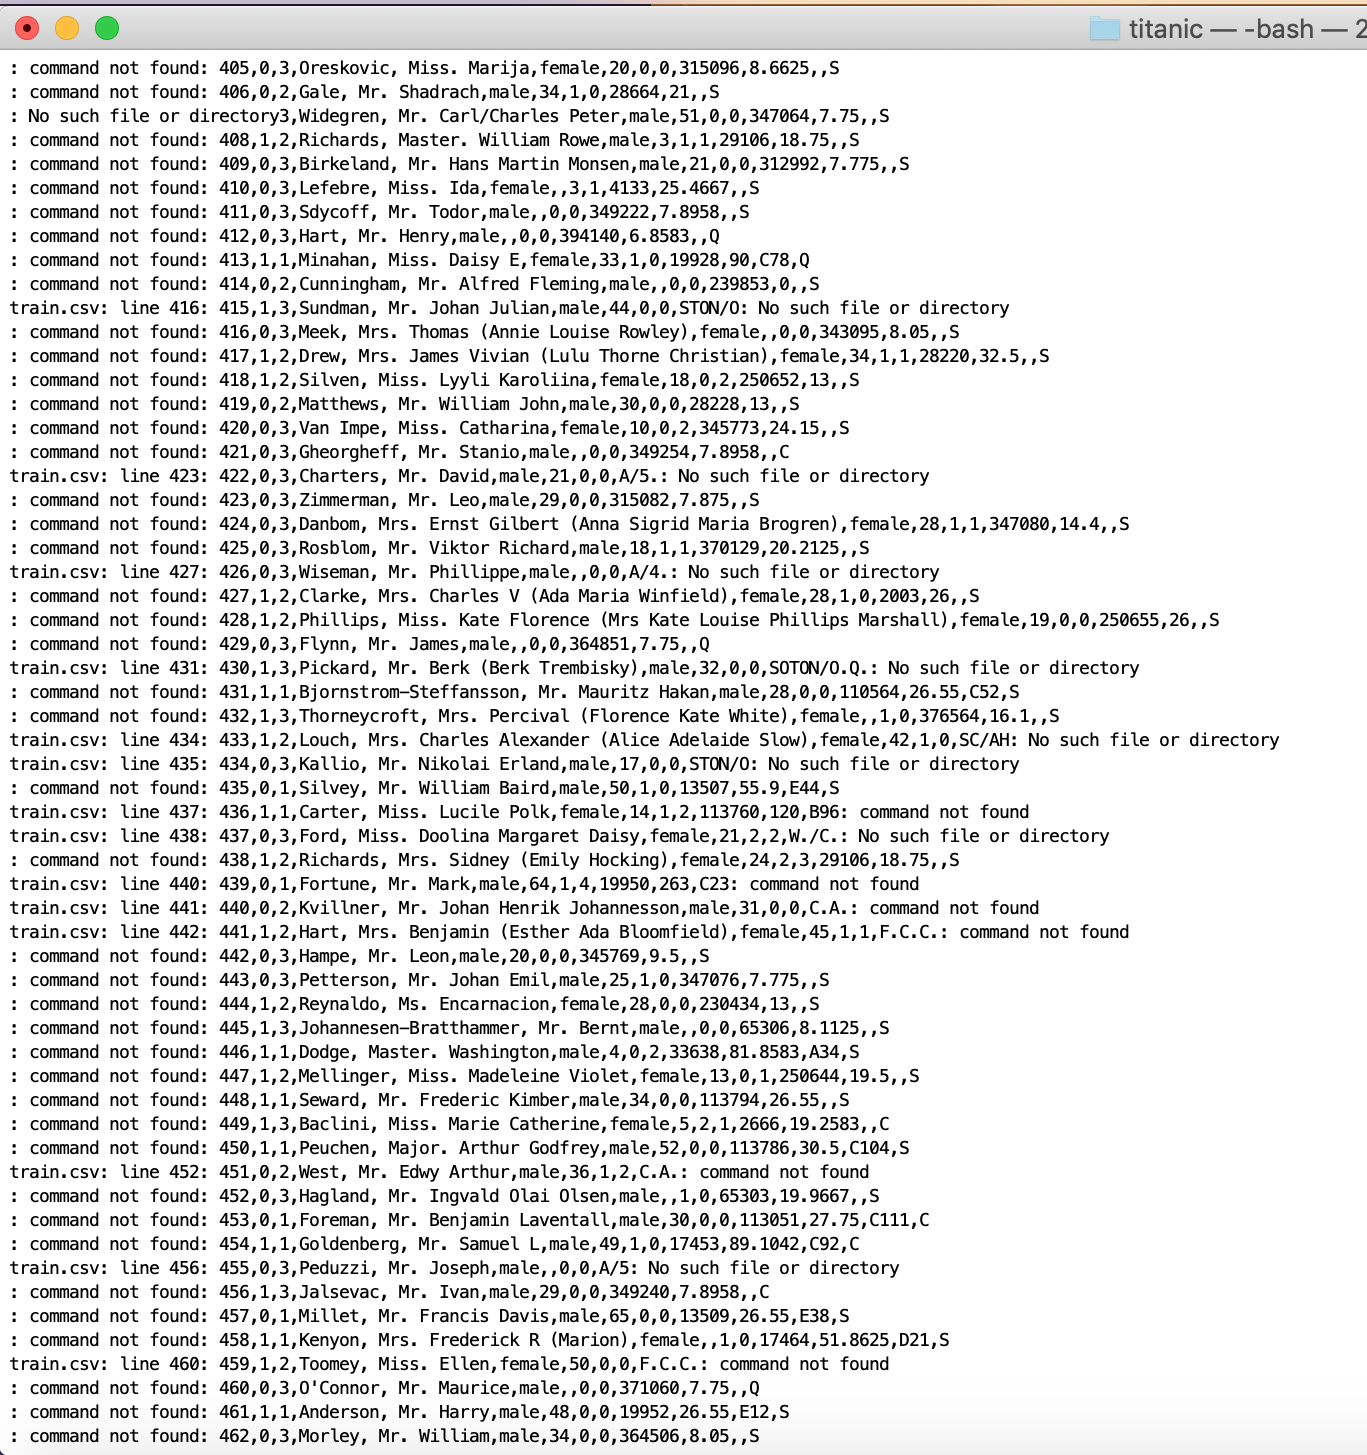 titanic — -bash — 2
: command not found: 405,0,3,Oreskovic, Miss. Marija,female,20,0,0,315096,8.6625,,S
: command not found: 406,0,2,Gale, Mr. Shadrach,male,34,1,0,28664,21,,S
: No such file or directory3,Widegren, Mr. Carl/Charles Peter,male,51,0,0,347064,7.75,,S
: command not found: 408,1,2,Richards, Master. William Rowe,male,3,1,1,29106,18.75,,S
: command not found: 409,0,3,Birkeland, Mr. Hans Martin Monsen,male,21,0,0,312992,7.775,,S
: command not found: 410,0,3,Lefebre, Miss. Ida,female,,3,1,4133,25.4667,,S
: command not found: 411,0,3,Sdycoff, Mr. Todor,male,,0,0,349222,7.8958,,S
: command not found: 412,0,3,Hart, Mr. Henry,male,,0,0,394140,6.8583,,Q
: command not found: 413,1,1,Minahan, Miss. Daisy E,female,33,1,0,19928,90,C78,Q
: command not found: 414,0,2,Cunningham, Mr. Alfred Fleming,male,,0,0,239853,0,,S
train.csv: line 416: 415,1,3,Sundman, Mr. Johan Julian,male,44,0,0,STON/O: No such file or directory
: command not found: 416,0,3,Meek, Mrs. Thomas (Annie Louise Rowley),female,,0,0,343095,8.05,,S
: command not found: 417,1,2,Drew, Mrs. James Vivian (Lulu Thorne Christian),female,34,1,1,28220,32.5,,S
: command not found: 418,1,2,Silven, Miss. Lyyli Karoliina,female,18,0,2,250652,13,,S
: command not found: 419,0,2,Matthews, Mr. William John,male,30,0,0,28228,13,,S
: command not found: 420,0,3,Van Impe, Miss. Catharina,female,10,0,2,345773,24.15,,S
: command not found: 421,0,3,Gheorgheff, Mr. Stanio,male,,0,0,349254,7.8958,,C
train.csv: line 423: 422,0,3,Charters, Mr. David,male,21,0,0,A/5.: No such file or directory
: command not found: 423,0,3,Zimmerman, Mr. Leo,male,29,0,0,315082,7.875,,S
: command not found: 424,0,3,Danbom, Mrs. Ernst Gilbert (Anna Sigrid Maria Brogren),female,28,1,1,347080,14.4,,S
: command not found: 425,0,3,Rosblom, Mr. Viktor Richard,male,18,1,1,370129,20.2125,,S
train.csv: line 427: 426,0,3,Wiseman, Mr. Phillippe,male,,0,0,A/4.: No such file or directory
: command not found: 427,1,2,Clarke, Mrs. Charles V (Ada Maria Winfield),female,28,1,0,2003,26,,S
: command not found: 428,1,2,Phillips, Miss. Kate Florence (Mrs Kate Louise Phillips Marshall),female,19,0,0,250655,26,,S
: command not found: 429,0,3,Flynn, Mr. James,male,,0,0,364851,7.75,,Q
train.csv: line 431: 430,1,3,Pickard, Mr. Berk (Berk Trembisky),male,32,0,0,SOTON/O.Q.: No such file or directory
: command not found: 431,1,1,Bjornstrom-Steffansson, Mr. Mauritz Hakan,male,28,0,0,110564,26.55,C52,S
: command not found: 432,1,3,Thorneycroft, Mrs. Percival (Florence Kate White),female,,1,0,376564,16.1,,S
train.csv: line 434: 433,1,2,Louch, Mrs. Charles Alexander (Alice Adelaide Slow),female,42,1,0,SC/AH: No such file or directory
train.csv: line 435: 434,0,3,Kallio, Mr. Nikolai Erland,male,17,0,0,STON/O: No such file or directory
: command not found: 435,0,1,Silvey, Mr. William Baird,male,50,1,0,13507,55.9,E44,S
train.csv: line 437: 436,1,1,Carter, Miss. Lucile Polk,female,14,1,2,113760,120,B96: command not found
train.csv: line 438: 437,0,3,Ford, Miss. Doolina Margaret Daisy,female,21,2,2,W./C.: No such file or directory
: command not found: 438,1,2,Richards, Mrs. Sidney (Emily Hocking),female,24,2,3,29106,18.75,,S
train.csv: line 440: 439,0,1,Fortune, Mr. Mark,male,64,1,4,19950,263,C23: command not found
train.csv: line 441: 440,0,2,Kvillner, Mr. Johan Henrik Johannesson,male,31,0,0,C.A.: command not found
train.csv: line 442: 441,1,2,Hart, Mrs. Benjamin (Esther Ada Bloomfield),female,45,1,1,F.C.C.: command not found
: command not found: 442,0,3,Hampe, Mr. Leon,male,20,0,0,345769,9.5,,S
: command not found: 443,0,3,Petterson, Mr. Johan Emil,male,25,1,0,347076,7.775,,S
: command not found: 444,1,2,Reynaldo, Ms. Encarnacion,female,28,0,0,230434,13,,S
: command not found: 445,1,3,Johannesen-Bratthammer, Mr. Bernt,male,,0,0,65306,8.1125,,S
: command not found: 446,1,1,Dodge, Master. Washington,male,4,0,2,33638,81.8583,A34,S
: command not found: 447,1,2,Mellinger, Miss. Madeleine Violet,female,13,0,1,250644,19.5,,S
: command not found: 448,1,1,Seward, Mr. Frederic Kimber,male,34,0,0,113794,26.55,,S
: command not found: 449,1,3,Baclini, Miss. Marie Catherine,female,5,2,1,2666,19.2583,,C
: command not found: 450,1,1,Peuchen, Major. Arthur Godfrey,male,52,0,0,113786,30.5,C104,S
train.csv: line 452: 451,0,2,West, Mr. Edwy Arthur,male,36,1,2,C.A.: command not found
: command not found: 452,0,3,Hagland, Mr. Ingvald Olai Olsen,male,,1,0,65303,19.9667,,S
: command not found: 453,0,1,Foreman, Mr. Benjamin Laventall,male,30,0,0,113051,27.75,C111,C
: command not found: 454,1,1,Goldenberg, Mr. Samuel L,male,49,1,0,17453,89.1042,C92,C
train.csv: line 456: 455,0,3,Peduzzi, Mr. Joseph,male,,0,0,A/5: No such file or directory
: command not found: 456,1,3,Jalsevac, Mr. Ivan,male,29,0,0,349240,7.8958,,C
: command not found: 457,0,1,Millet, Mr. Francis Davis,male,65,0,0,13509,26.55,E38,S
: command not found: 458,1,1,Kenyon, Mrs. Frederick R (Marion),female,,1,0,17464,51.8625,D21,S
train.csv: line 460: 459,1,2,Toomey, Miss. Ellen,female,50,0,0,F.C.C.: command not found
: command not found: 460,0,3,O'Connor, Mr. Maurice,male,,0,0,371060,7.75,,Q
: command not found: 461,1,1,Anderson, Mr. Harry,male,48,0,0,19952,26.55,E12,S
: command not found: 462,0,3,Morley, Mr. William,male,34,0,0,364506,8.05,,S